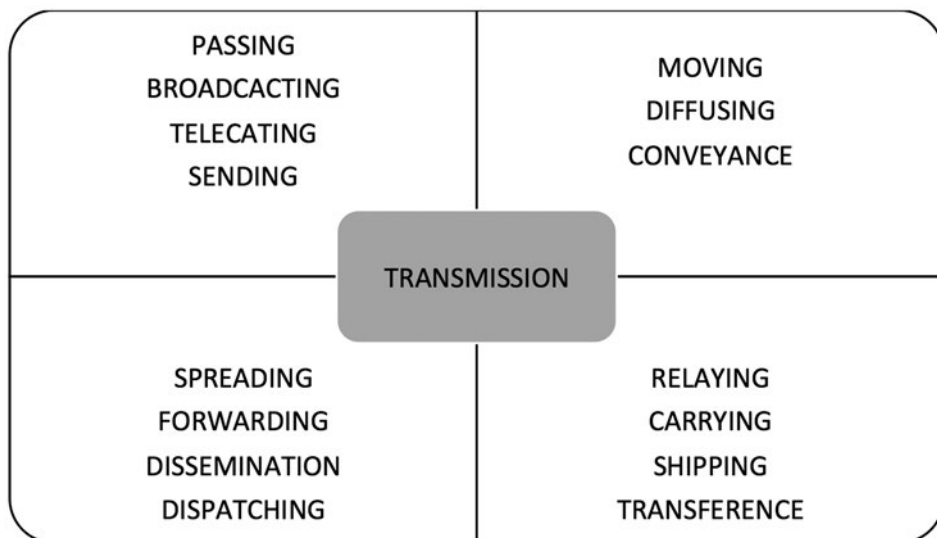 PASSING
BROADCACTING
TELECATING
SENDING
MOVING
DIFFUSING
CONVEYANCE
TRANSMISSION
SPREADING
FORWARDING
DISSEMINATION
DISPATCHING
RELAYING
CARRYING
SHIPPING
TRANSFERENCE